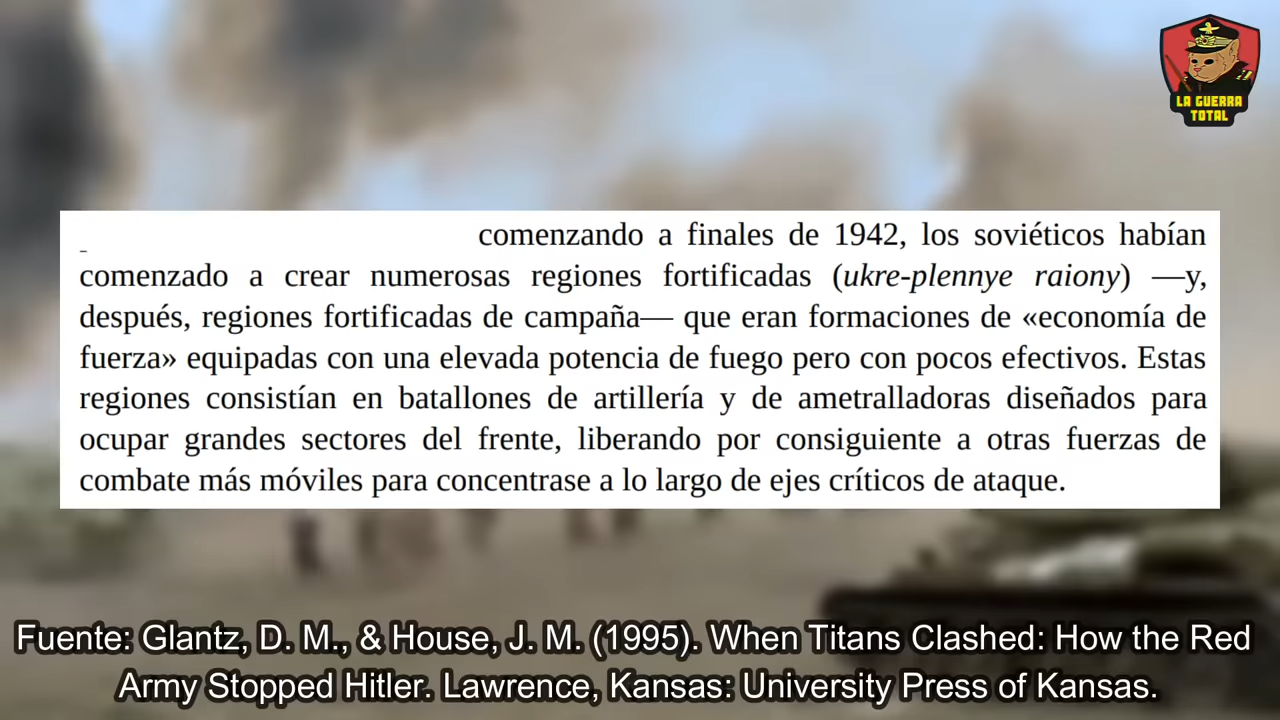 LA GUERRA
TOTAL
comenzando a finales de 1942, los soviéticos habían
comenzado a crear numerosas regiones fortificadas (ukre-plennye raiony) —y,
después, regiones fortificadas de campaña— que eran formaciones de «economía de
fuerza» equipadas con una elevada potencia de fuego pero con pocos efectivos. Estas
regiones consistían en batallones de artillería y de ametralladoras diseñados para
ocupar grandes sectores del frente, liberando por consiguiente a otras fuerzas de
combate más móviles para concentrase a lo largo de ejes críticos de ataque.
Fuente: Glantz, D. M., & House, J. M. (1995). When Titans Clashed: How the Red
Army Stopped Hitler. Lawrence, Kansas: University Press of Kansas.